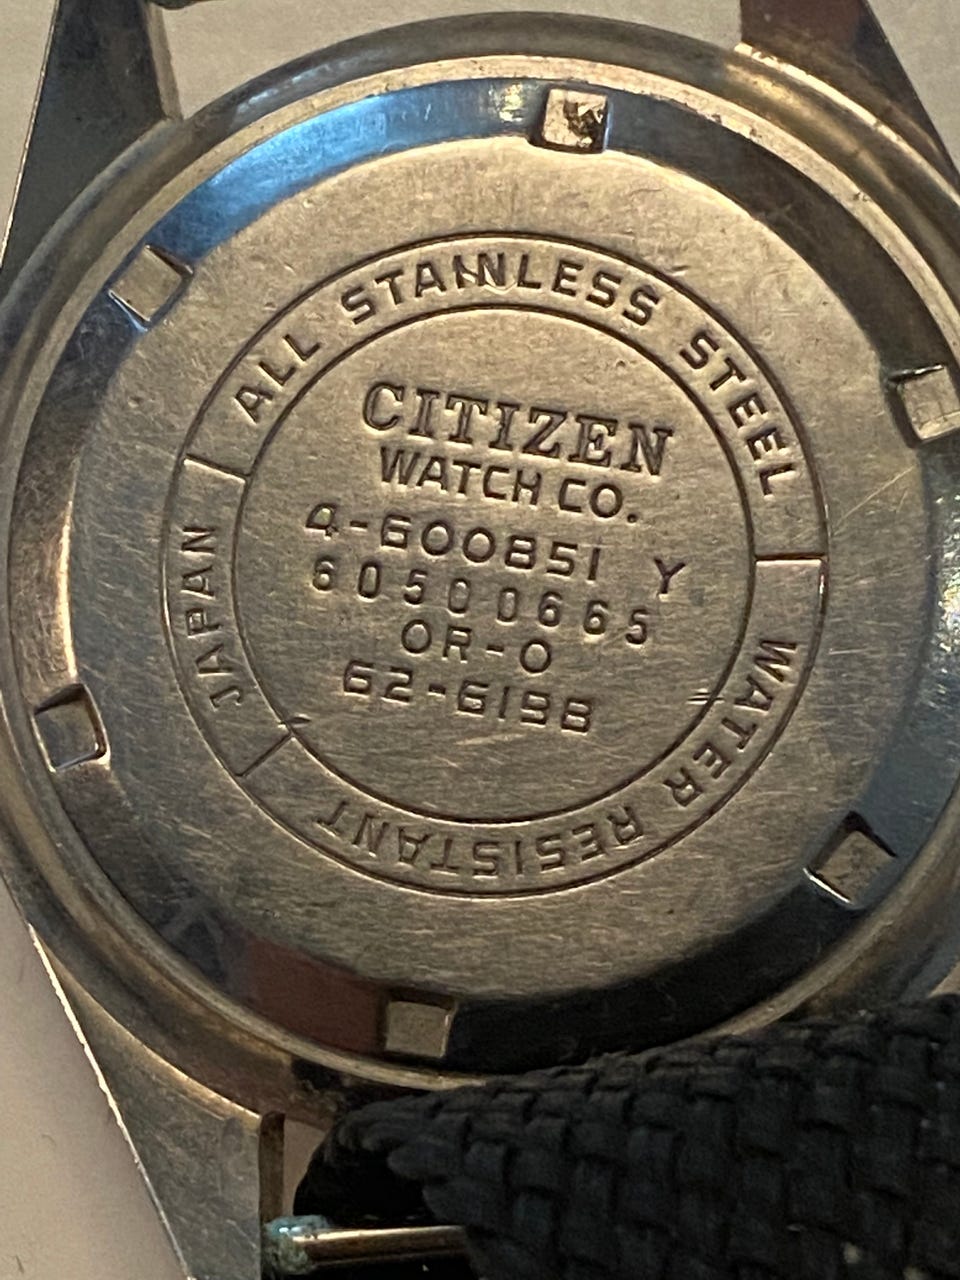 ALL STAINLESS STEEL
CITIZEN
WATCH CO.
4-600851 Y
60500665
OR-O
62-6198
JAPAN
WATER RESISTANT